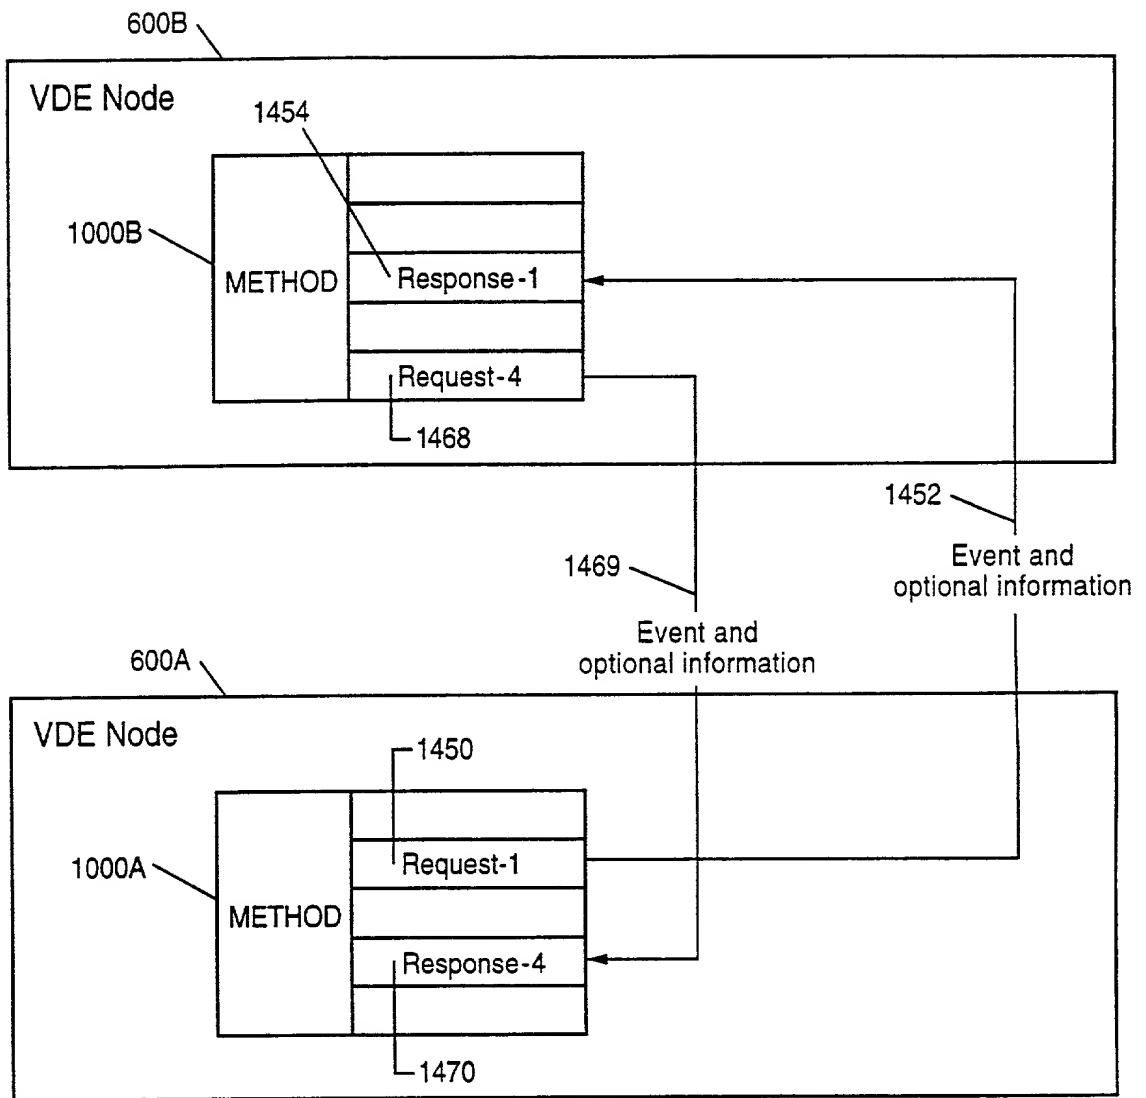 600B
VDE Node
1454
1000B
METHOD
Response-1
Request-4
1468
1452
Event and
optional information
1469
Event and
optional information
600A
VDE Node
1450
1000A
METHOD
Request-1
Response-4
1470